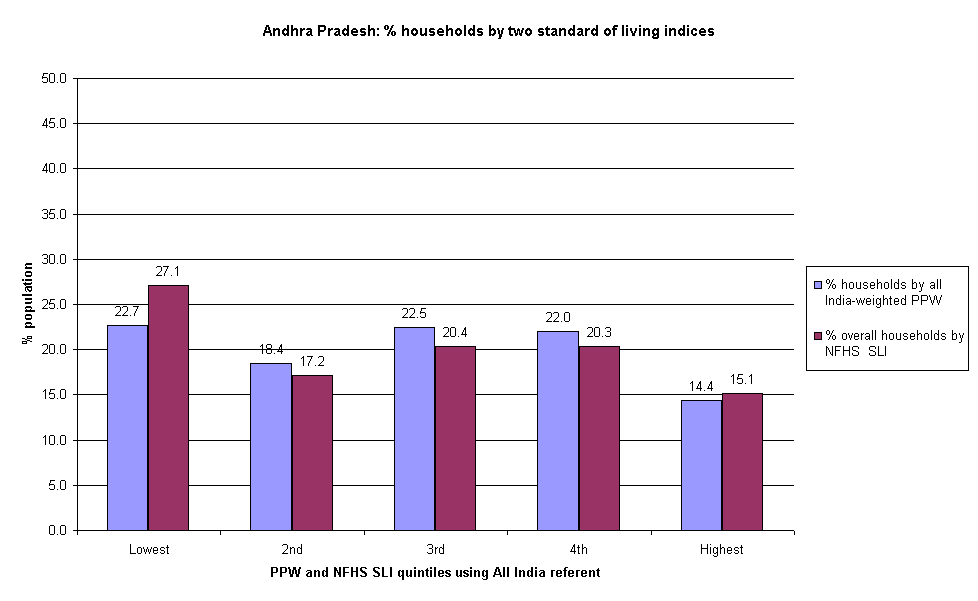 Andhra Pradesh: % households by two standard of living indices
50.0
45.0
40.0
35.0
30.0
25.0
20.0
15.0
10.0
5.0
0.0
% population
22.7
27.1
18.4
17.2
22.5
20.4
22.0
20.3
14.4
15.1
Lowest
2nd
3rd
4th
Highest
PPW and NFHS SLI quintiles using All India referent
% households by all
India-weighted PPW
% overall households by
NFHS SLI